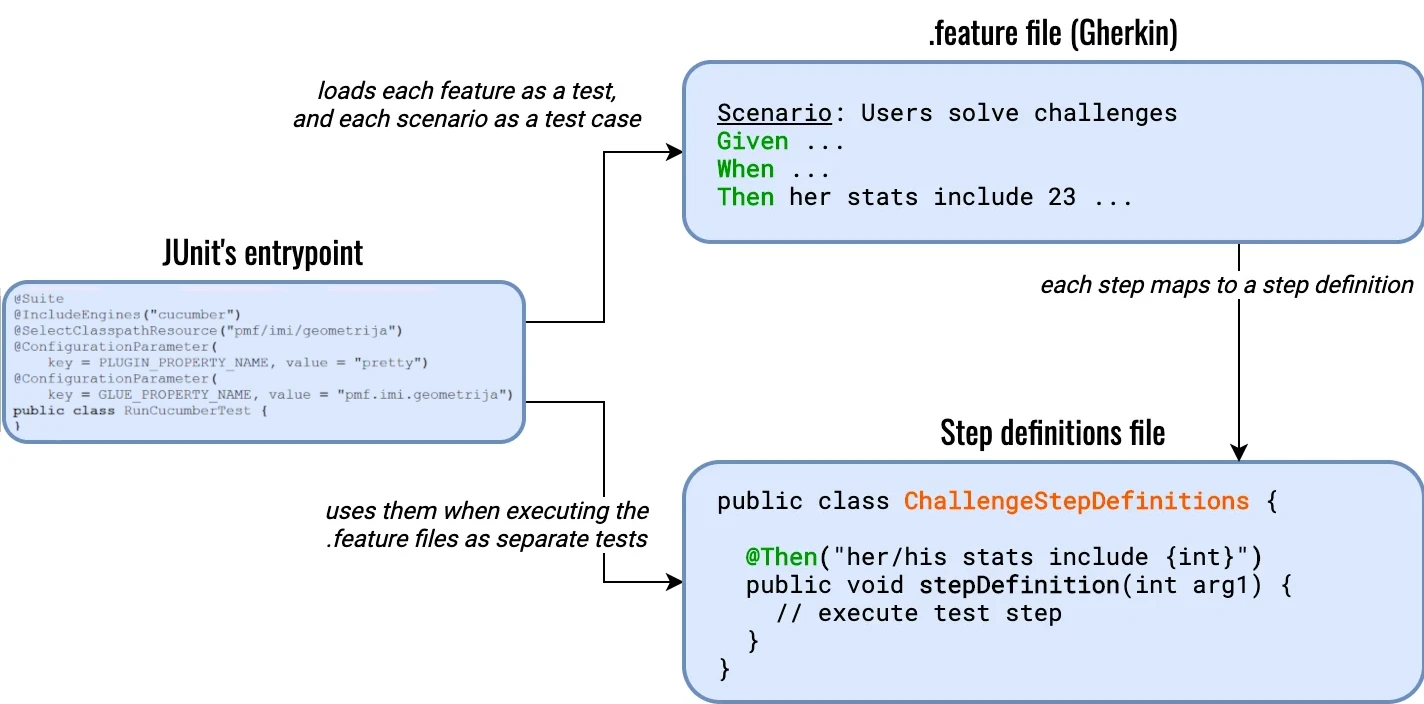 .feature file (Gherkin)
loads each feature as a test,
and each scenario as a test case
Scenario: Users solve challenges
Given ...
When ...
Then her stats include 23 ...
JUnit's entrypoint
@Suite
@IncludeEngines("cucumber")
@SelectClasspathResource("pmf/imi/geometrija")
@ConfigurationParameter(
key = PLUGIN_PROPERTY_NAME, value = "pretty")
@ConfigurationParameter(
key = GLUE_PROPERTY_NAME, value = "pmf.imi.geometrija")
public class RunCucumberTest {
}
each step maps to a step definition
uses them when executing the
.feature files as separate tests
Step definitions file
public class ChallengeStepDefinitions {
@Then("her/his stats include {int}")
public void stepDefinition(int arg1) {
// execute test step
}
}